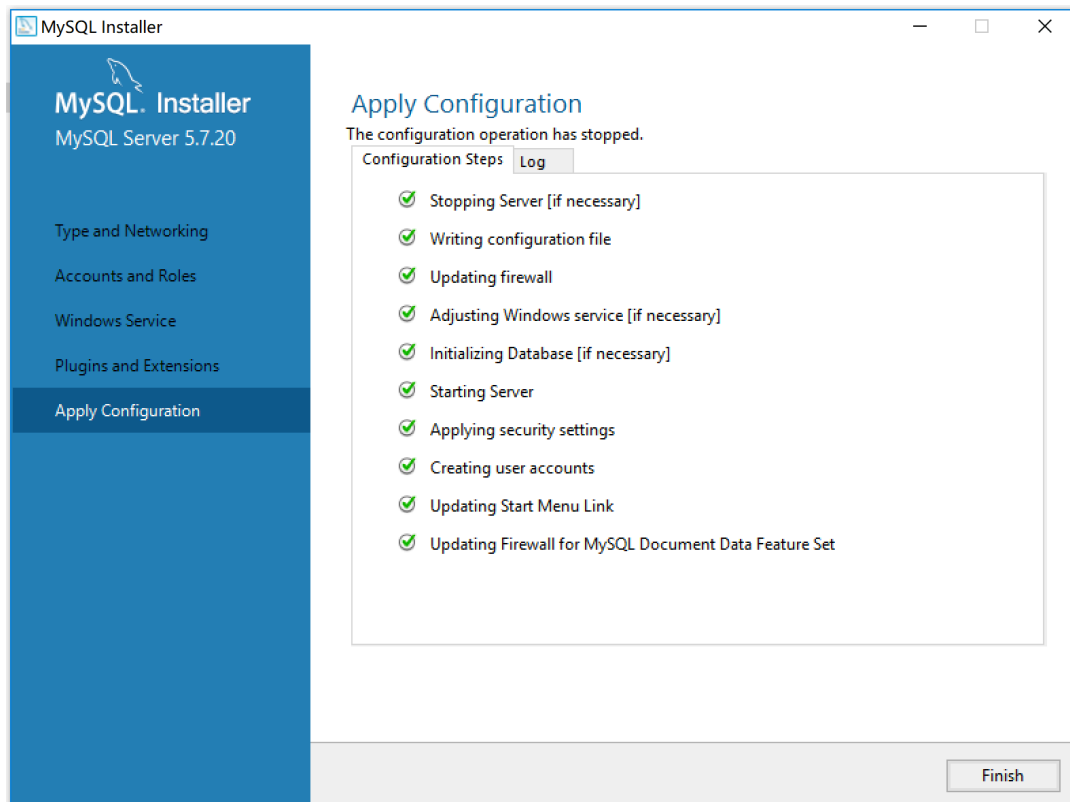 MySQL Installer
MySQL. Installer
MySQL Server 5.7.20
Type and Networking
Accounts and Roles
Windows Service
Plugins and Extensions
Apply Configuration
Apply Configuration
The configuration operation has stopped.
Configuration Steps Log
Stopping Server [if necessary]
Writing configuration file
Updating firewall
Adjusting Windows service [if necessary]
Initializing Database [if necessary]
Starting Server
Applying security settings
Creating user accounts
Updating Start Menu Link
Updating Firewall for MySQL Document Data Feature Set
Finish